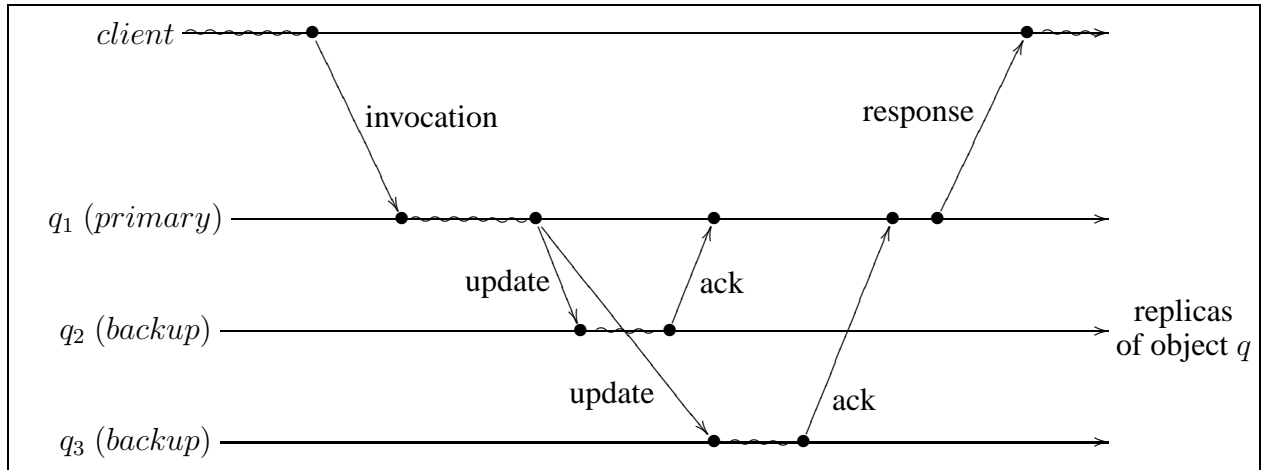 client
invocation
response
q1 (primary)
update
ack
q2 (backup)
replicas
of object q
update
ack
q3 (backup)